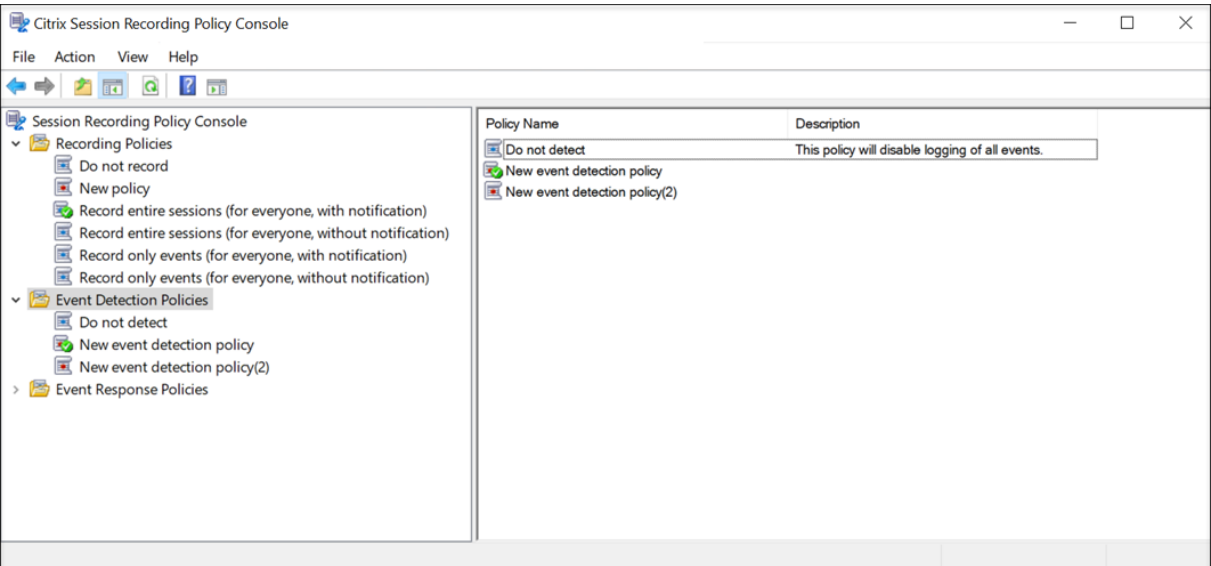 Citrix Session Recording Policy Console
File Action View Help
Session Recording Policy Console
Recording Policies
Do not record
New policy
Record entire sessions (for everyone, with notification)
Record entire sessions (for everyone, without notification)
Record only events (for everyone, with notification)
Record only events (for everyone, without notification)
Event Detection Policies
Do not detect
New event detection policy
New event detection policy(2)
Event Response Policies
Policy Name Description
Do not detect This policy will disable logging of all events.
New event detection policy
New event detection policy(2)